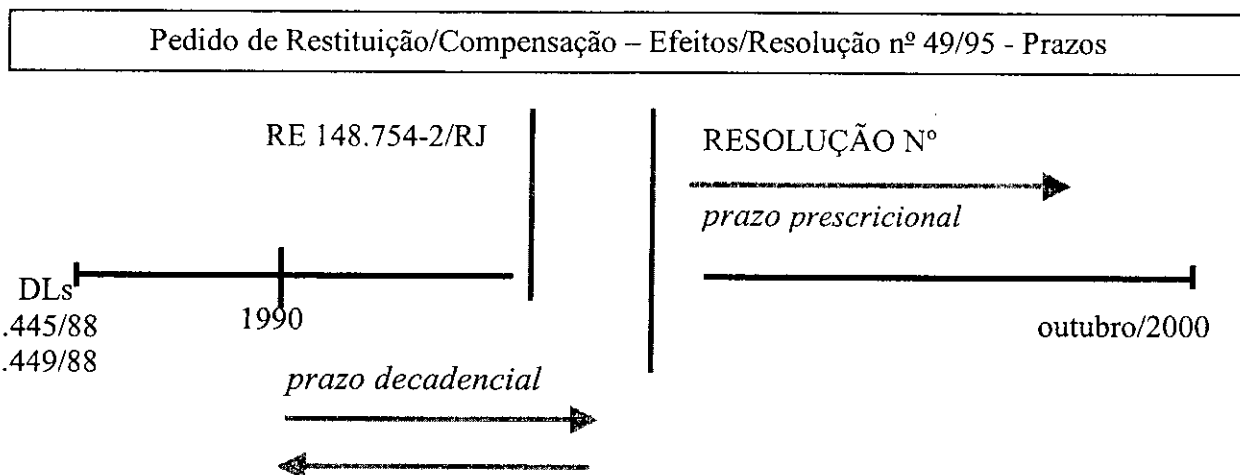 Pedido de Restituição/Compensação – Efeitos/Resolução nº 49/95 - Prazos
RE 148.754-2/RJ
RESOLUÇÃO Nº
prazo prescricional
DLs
.445/88
.449/88
1990
outubro/2000
prazo decadencial